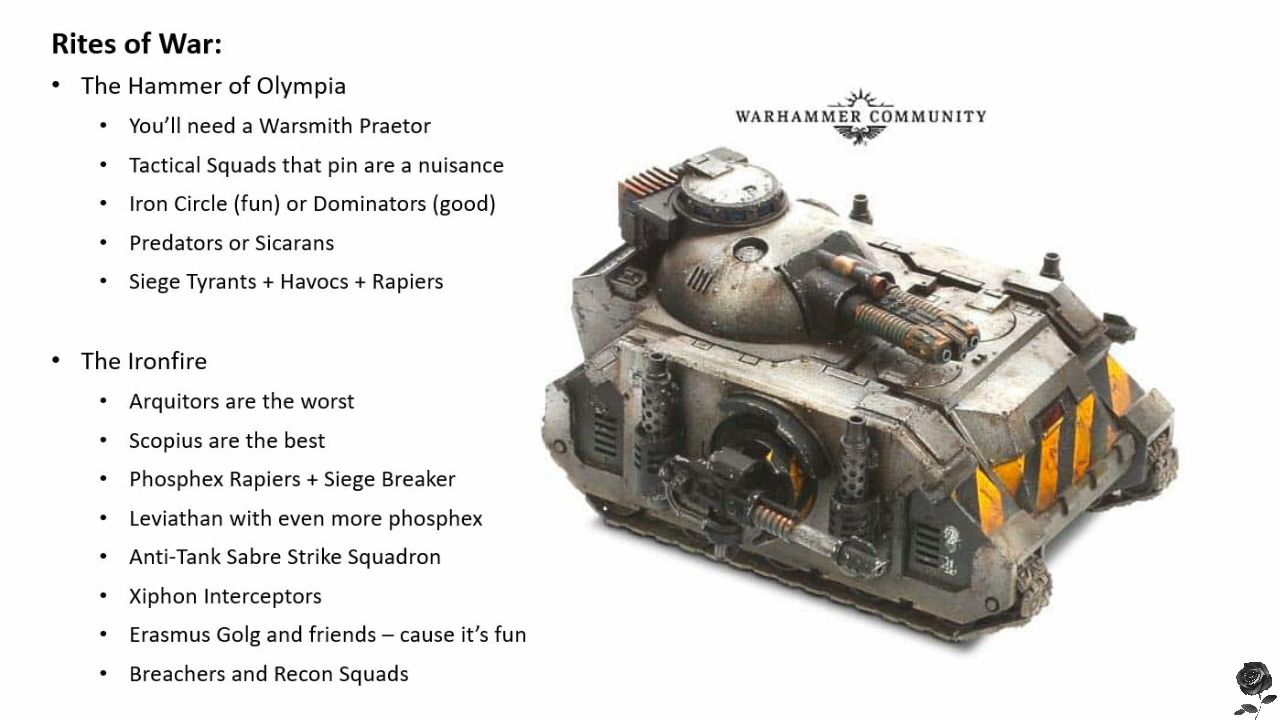 Rites of War:
• The Hammer of Olympia
• You'll need a Warsmith Praetor
• Tactical Squads that pin are a nuisance
• Iron Circle (fun) or Dominators (good)
• Predators or Sicarans
• Siege Tyrants + Havocs + Rapiers
• The Ironfire
• Arquitors are the worst
• Scopius are the best
• Phosphex Rapiers + Siege Breaker
• Leviathan with even more phosphex
• Anti-Tank Sabre Strike Squadron
• Xiphon Interceptors
• Erasmus Golg and friends – cause it's fun
• Breachers and Recon Squads
WARHAMMER COMMUNITY